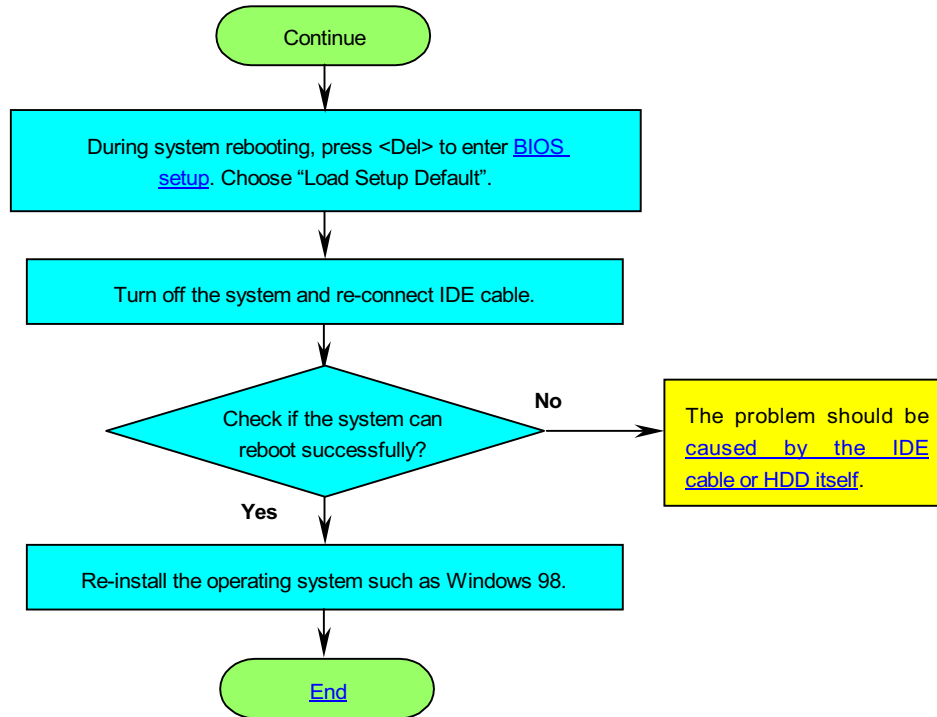 Continue
During system rebooting, press <Del> to enter BIOS
setup. Choose “Load Setup Default”.
Turn off the system and re-connect IDE cable.
Check if the system can
reboot successfully?
No
The problem should be
caused by the IDE
cable or HDD itself.
Yes
Re-install the operating system such as Windows 98.
End